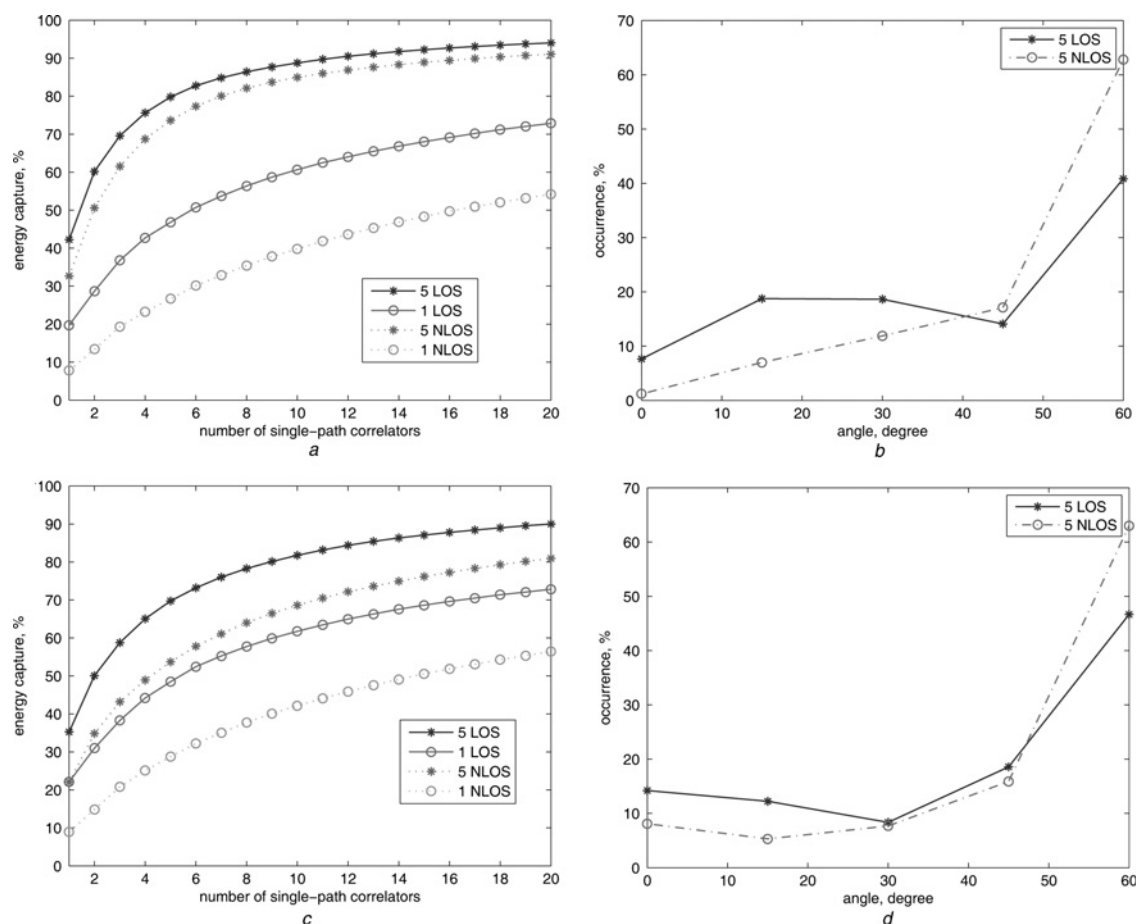 100
90
80
70
60
50
40
30
20
10
0
energy capture, %
5 LOS
1 LOS
5 NLOS
1 NLOS
2 4 6 8 10 12 14 16 18 20
number of single-path correlators
a
70
60
50
40
30
20
10
0
occurrence, %
5 LOS
5 NLOS
0 10 20 30 40 50 60
angle, degree
b
100
90
80
70
60
50
40
30
20
10
0
energy capture, %
5 LOS
1 LOS
5 NLOS
1 NLOS
2 4 6 8 10 12 14 16 18 20
number of single-path correlators
c
70
60
50
40
30
20
10
0
occurrence, %
5 LOS
5 NLOS
0 10 20 30 40 50 60
angle, degree
d